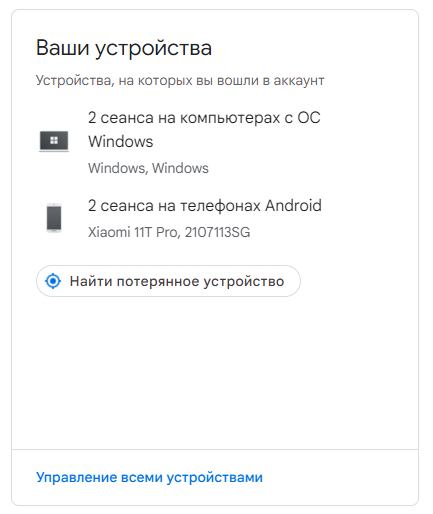 Ваши устройства
Устройства, на которых вы вошли в аккаунт
2 сеанса на компьютерах с ОС
Windows
Windows, Windows
2 сеанса на телефонах Android
Xiaomi 11T Pro, 2107113SG
Найти потерянное устройство
Управление всеми устройствами